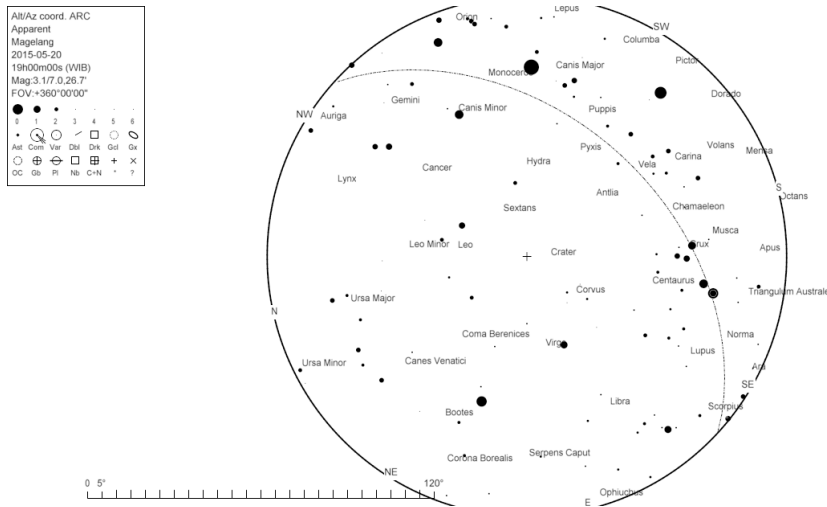 Alt/Az coord. ARC
Apparent
Magelang
2015-05-20
19h00m00s (WIB)
Mag:3.1/7.0,26.7'
FOV:+360°00'00"
0 1 2 3 4 5 6
Ast Com Var Dbl Drk Gcl Gx
OC Gb Pl Nb C+N * ?
Orion
Lepus
SW
Columba
Pictor
Monoceros
Canis Major
Dorado
Gemini
Canis Minor
Puppis
NW
Auriga
Pyxis
Volans
Mensa
Cancer
Hydra
Vela
Carina
Lynx
Antlia
S
Octans
Sextans
Chamaeleon
Musca
Leo Minor
Leo
Crater
Crux
Apus
Centaurus
Corvus
Triangulum Australe
Ursa Major
N
Coma Berenices
Virgo
Norma
Lupus
Ursa Minor
Canes Venatici
Ara
SE
Libra
Scorpius
Bootes
Corona Borealis
Serpens Caput
NE
Ophiuchus
E
0 5° 120°